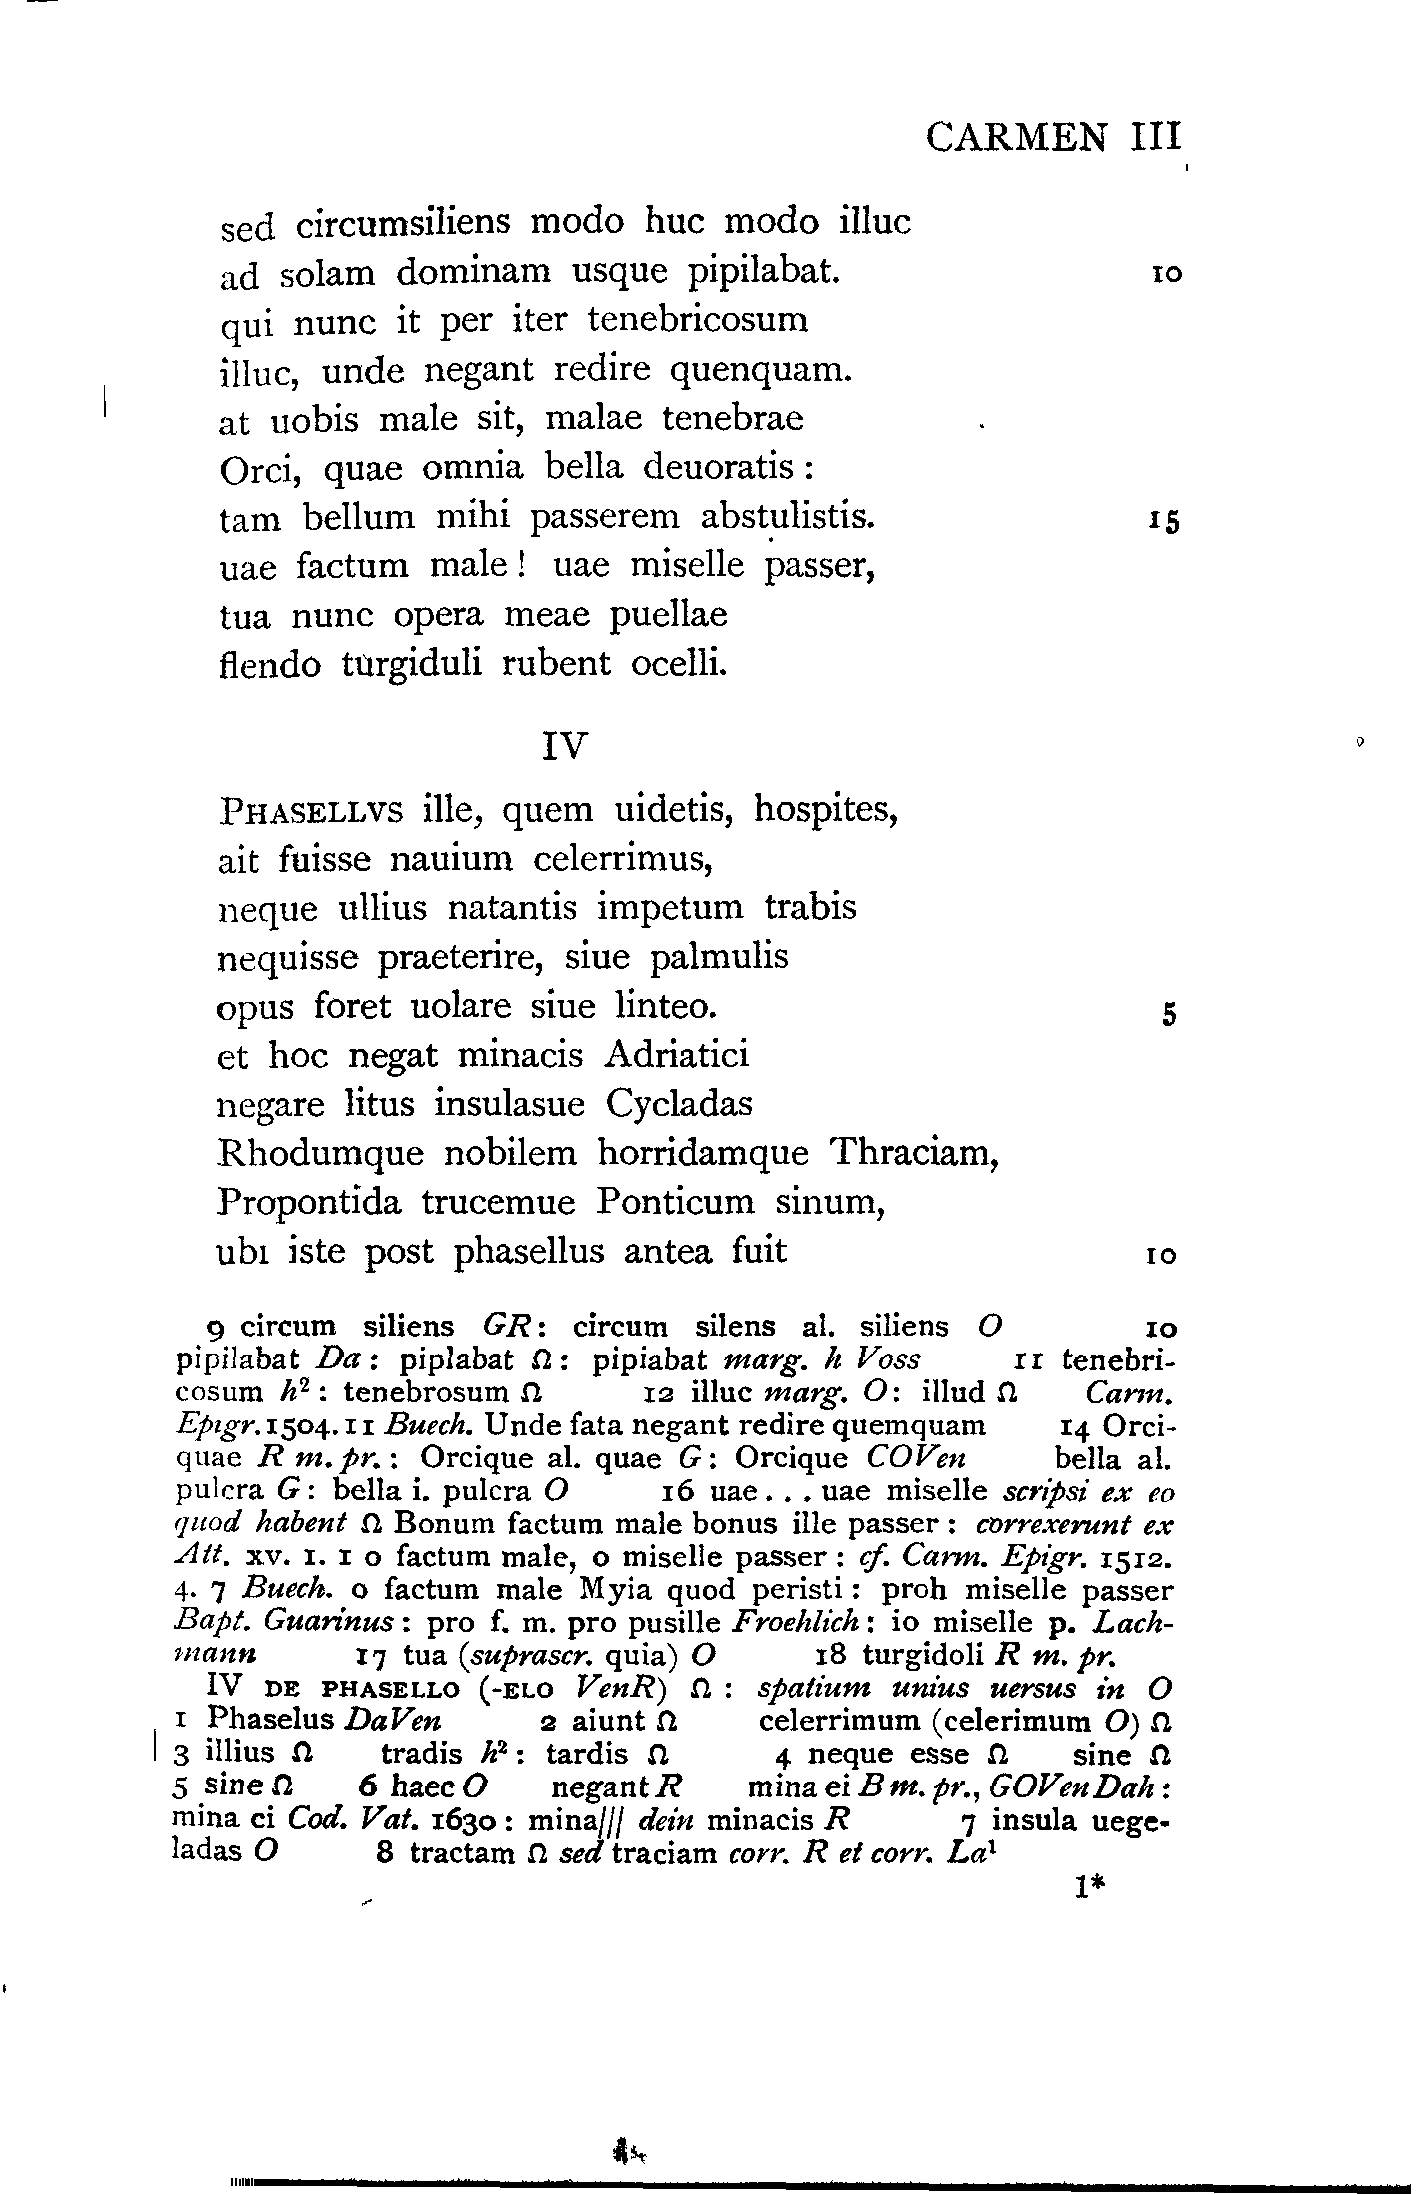 CARMEN III
sed circumsiliens modo huc modo illuc
ad solam dominam usque pipilabat. 10
qui nunc it per iter tenebricosum
illuc, unde negant redire quenquam.
at uobis male sit, malae tenebrae
Orci, quae omnia bella deuoratis :
tam bellum mihi passerem abstulistis. 15
uae factum male ! uae miselle passer,
tua nunc opera meae puellae
flendo turgiduli rubent ocelli.
IV
PHASELLVS ille, quem uidetis, hospites,
ait fuisse nauium celerrimus,
neque ullius natantis impetum trabis
nequisse praeterire, siue palmulis
opus foret uolare siue linteo. 5
et hoc negat minacis Adriatici
negare litus insulasue Cycladas
Rhodumque nobilem horridamque Thraciam,
Propontida trucemue Ponticum sinum,
ubi iste post phasellus antea fuit 10
9 circum siliens GR : circum silens al. siliens O 10
pipilabat Da : piplabat Ω : pipiabat marg. h Voss 11 tenebri-
cosum h² : tenebrosum Ω 12 illuc marg. O : illud Ω Carm.
Epigr. 1504. 11 Buech. Unde fata negant redire quemquam 14 Orci-
quae R m. pr. : Orcique al. quae G : Orcique COVen bella al.
pulcra G : bella i. pulcra O 16 uae . . . uae miselle scripsi ex eo
quod habent Ω Bonum factum male bonus ille passer : correxerunt ex
Att. xv. 1. 1 o factum male, o miselle passer : cf. Carm. Epigr. 1512.
4. 7 Buech. o factum male Myia quod peristi : proh miselle passer
Bapt. Guarinus : pro f. m. pro pusille Froehlich : io miselle p. Lach-
mann 17 tua (suprascr. quia) O 18 turgidoli R m. pr.
IV DE PHASELLO (-ELO VenR) Ω : spatium unius uersus in O
1 Phaselus DaVen 2 aiunt Ω celerrimum (celerimum O) Ω
3 illius Ω tradis h² : tardis Ω 4 neque esse Ω sine Ω
5 sine Ω 6 haec O negant R mina ei B m. pr., GOVenDah :
mina ci Cod. Vat. 1630 : mina/// dein minacis R 7 insula uege-
ladas O 8 tractam Ω sed traciam corr. R et corr. La¹
1*